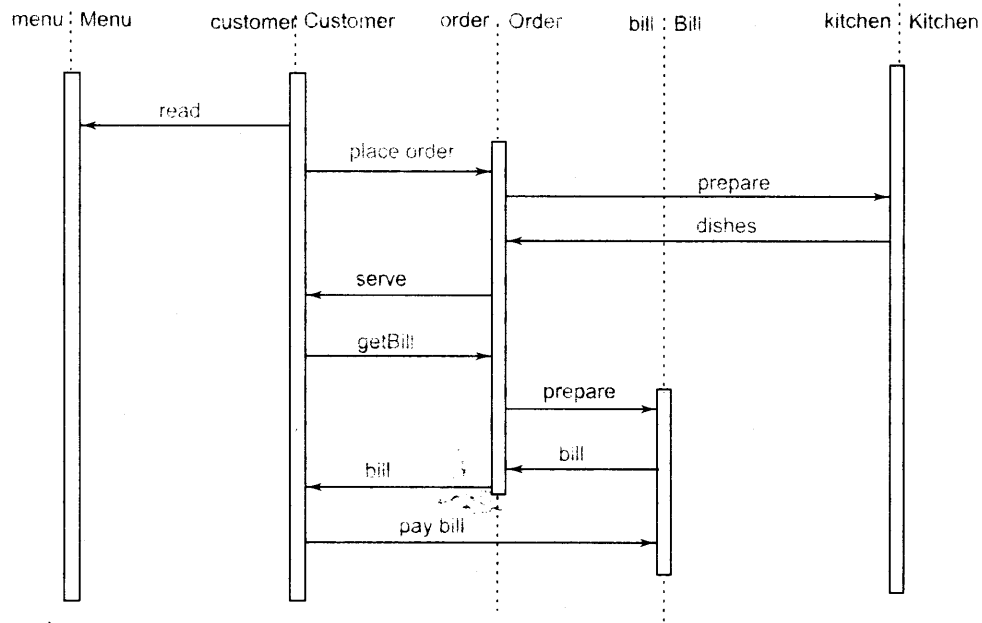 menu : Menu
customer : Customer
order : Order
bill : Bill
kitchen : Kitchen
read
place order
prepare
dishes
serve
getBill
prepare
bill
bill
pay bill